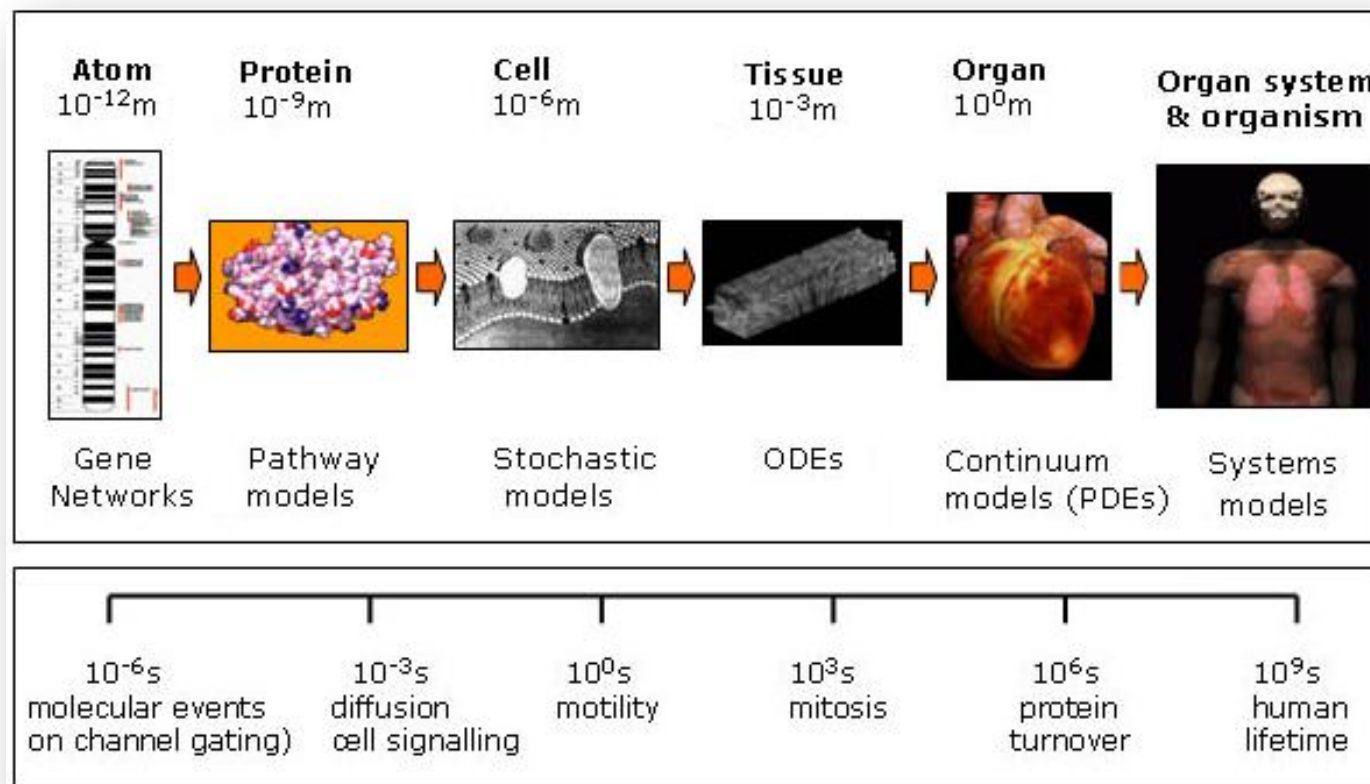 Atom
10⁻¹²m
Protein
10⁻⁹m
Cell
10⁻⁶m
Tissue
10⁻³m
Organ
10⁰m
Organ system
& organism
Gene
Networks
Pathway
models
Stochastic
models
ODEs
Continuum
models (PDEs)
Systems
models
10⁻⁶s
molecular events
on channel gating)
10⁻³s
diffusion
cell signalling
10⁰s
motility
10³s
mitosis
10⁶s
protein
turnover
10⁹s
human
lifetime